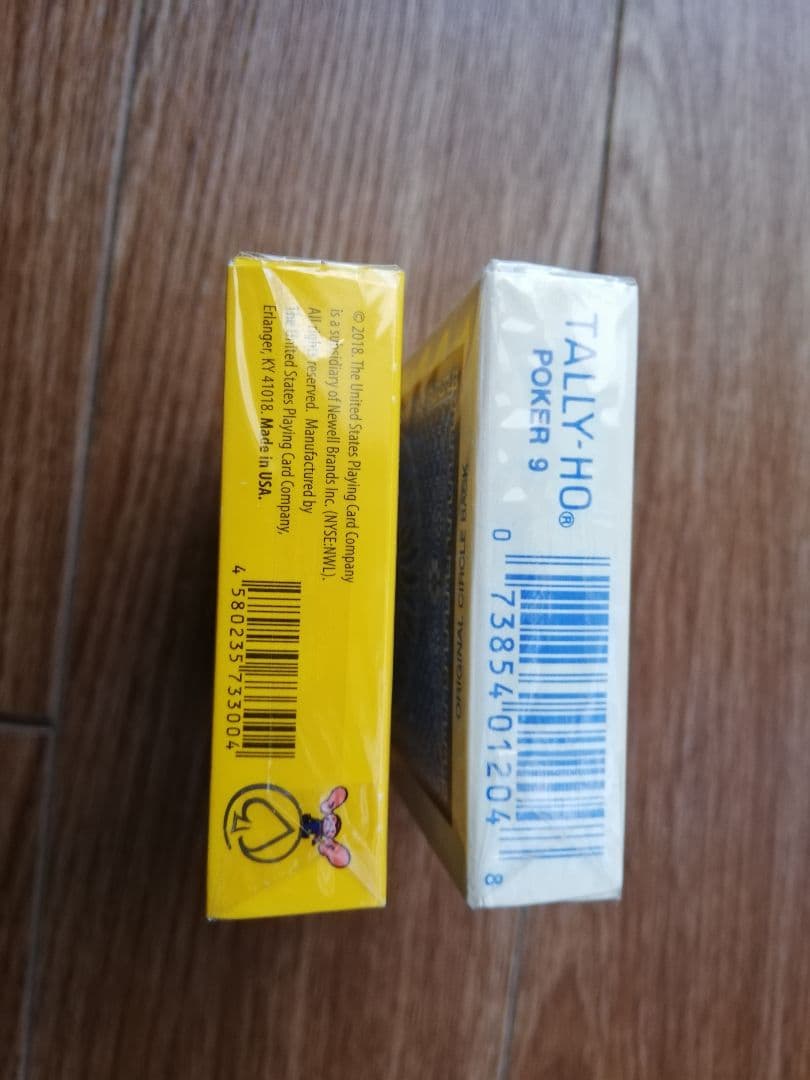 © 2018. The United States Playing Card Company
is a subsidiary of Newell Brands Inc. (NYSE:NWL).
All rights reserved. Manufactured by
The United States Playing Card Company,
Erlanger, KY 41018. Made in USA.
4 580235 733004
TALLY-HO®
POKER 9
0 73854 01204 8
ORIGINAL CIRCLE BACK